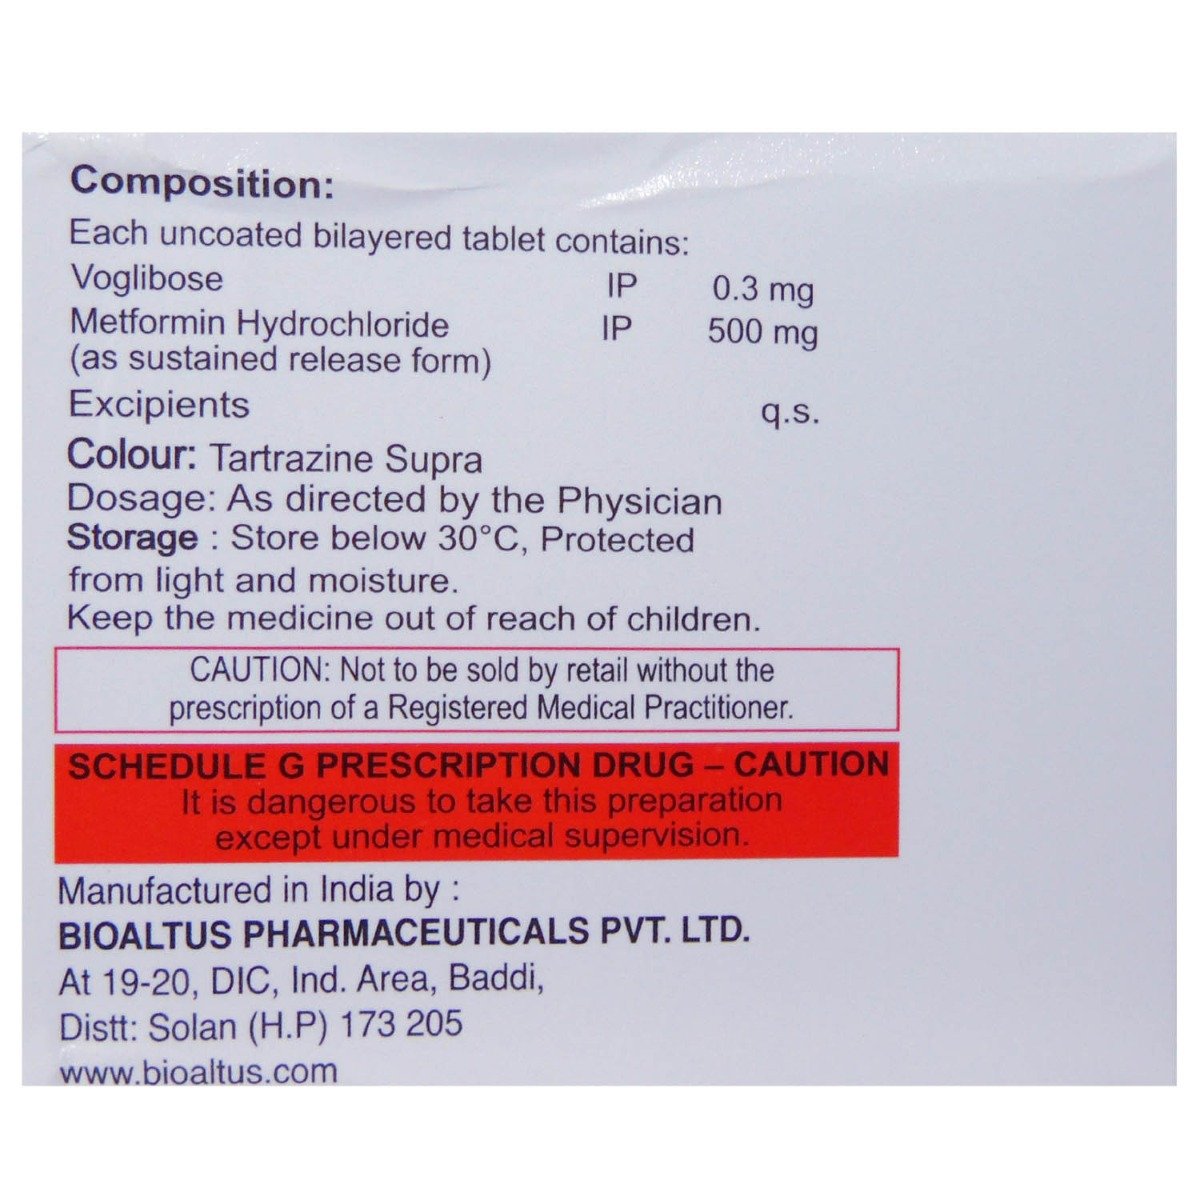 Composition:
Each uncoated bilayered tablet contains:
Voglibose IP 0.3 mg
Metformin Hydrochloride IP 500 mg
(as sustained release form)
Excipients q.s.
Colour: Tartrazine Supra
Dosage: As directed by the Physician
Storage : Store below 30°C, Protected
from light and moisture.
Keep the medicine out of reach of children.
CAUTION: Not to be sold by retail without the
prescription of a Registered Medical Practitioner.
SCHEDULE G PRESCRIPTION DRUG – CAUTION
It is dangerous to take this preparation
except under medical supervision.
Manufactured in India by :
BIOALTUS PHARMACEUTICALS PVT. LTD.
At 19-20, DIC, Ind. Area, Baddi,
Distt: Solan (H.P) 173 205
www.bioaltus.com